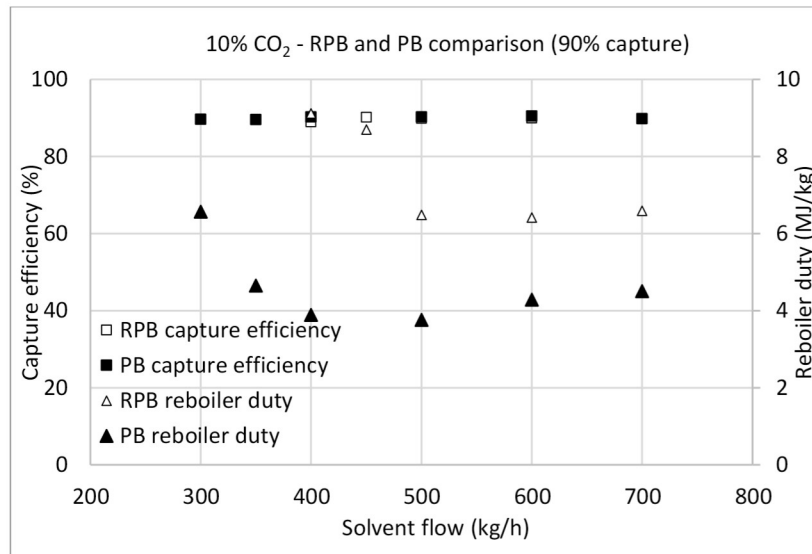 10% CO₂ - RPB and PB comparison (90% capture)
100
80
60
40
20
0
Capture efficiency (%)
10
8
6
4
2
0
Reboiler duty (MJ/kg)
RPB capture efficiency
PB capture efficiency
RPB reboiler duty
PB reboiler duty
200 300 400 500 600 700 800
Solvent flow (kg/h)